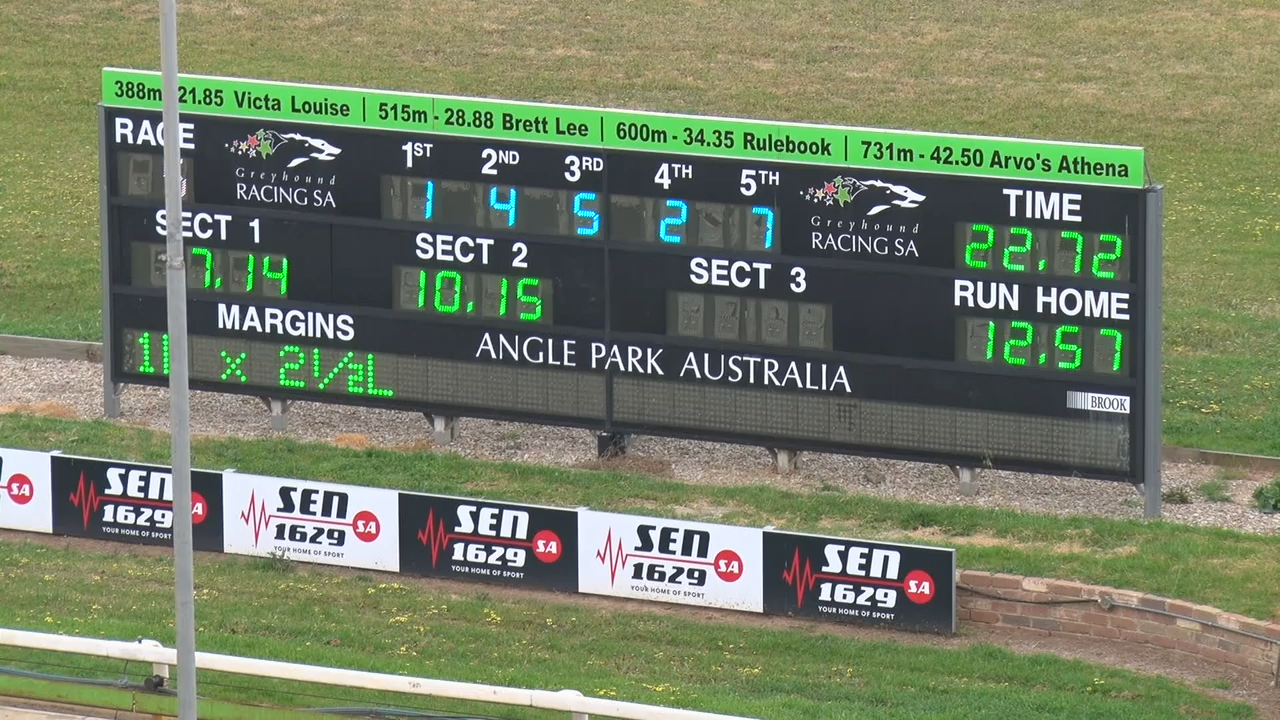 388m 21.85 Victa Louise | 515m - 28.88 Brett Lee | 600m - 34.35 Rulebook | 731m - 42.50 Arvo's Athena
RACE
Greyhound
RACING SA
1ST 2ND 3RD 4TH 5TH
1 4 5 2 7
Greyhound
RACING SA
TIME
22.72
SECT 1
7.14
SECT 2
10.15
SECT 3
RUN HOME
12.57
MARGINS
x 2½L
ANGLE PARK AUSTRALIA
BROOK
SA
SEN
1629
YOUR HOME OF SPORT
SEN
1629 SA
YOUR HOME OF SPORT
SEN
1629 SA
YOUR HOME OF SPORT
SEN
1629 SA
YOUR HOME OF SPORT
SEN
1629 SA
YOUR HOME OF SPORT